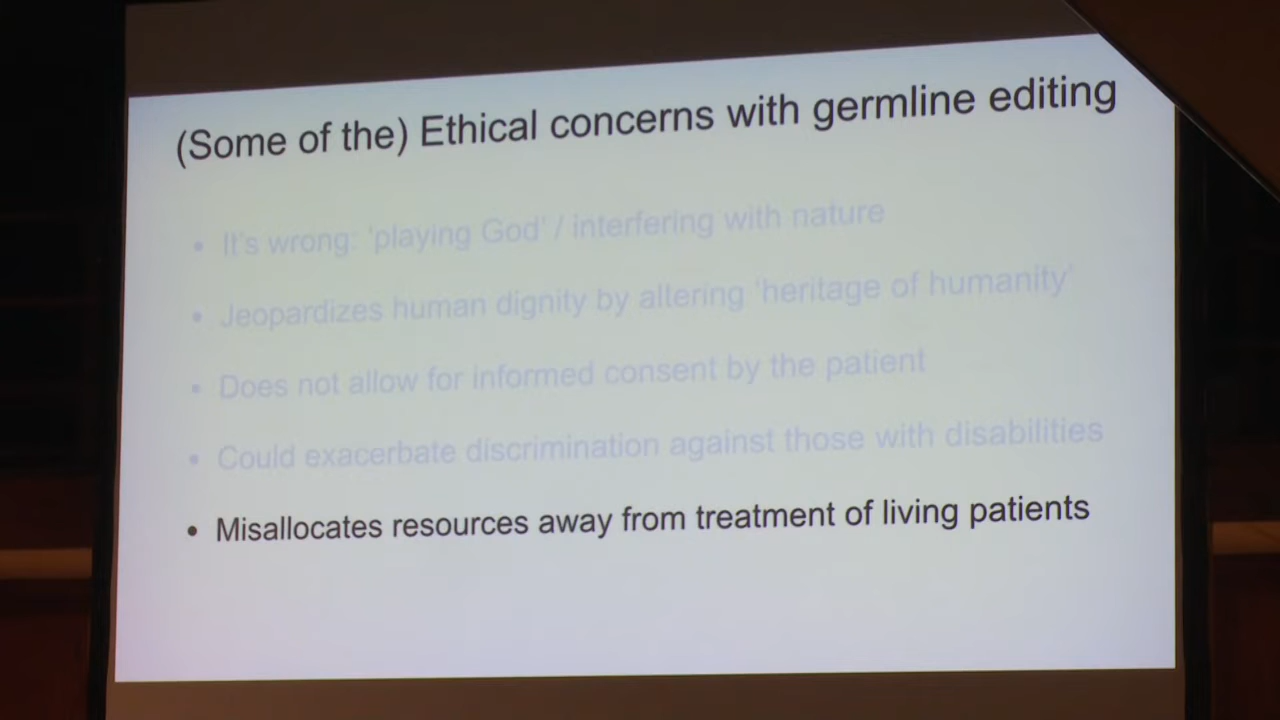 (Some of the) Ethical concerns with germline editing
• It's wrong: 'playing God' / interfering with nature
• Jeopardizes human dignity by altering 'heritage of humanity'
• Does not allow for informed consent by the patient
• Could exacerbate discrimination against those with disabilities
• Misallocates resources away from treatment of living patients